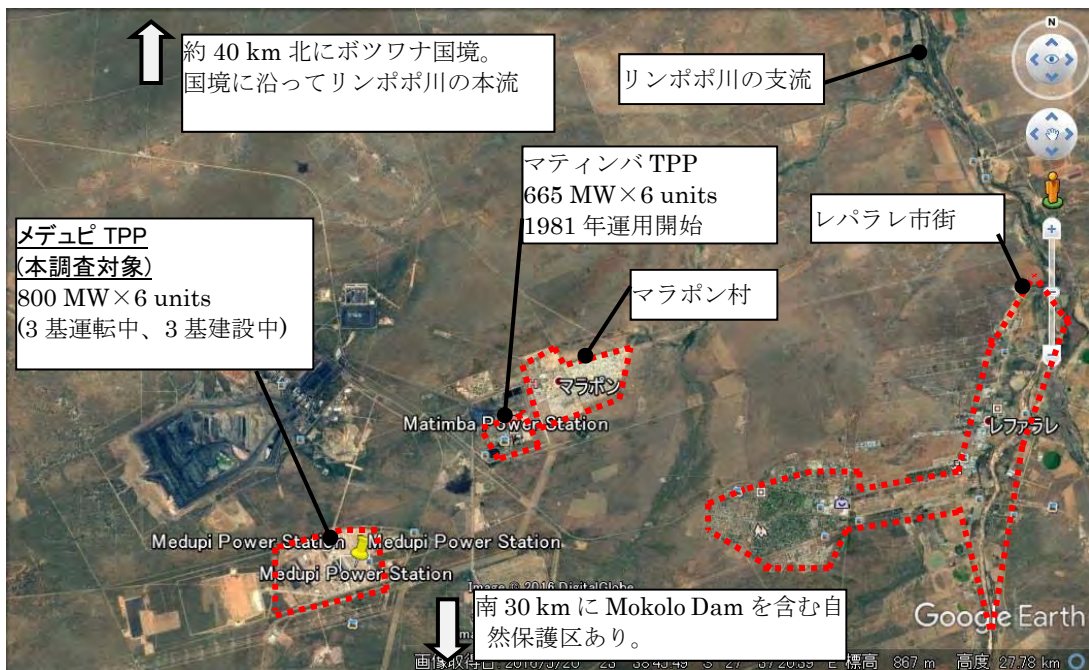 約 40 km 北にボツワナ国境。
国境に沿ってリンポポ川の本流
リンポポ川の支流
N
マティンバ TPP
665 MW×6 units
1981 年運用開始
レパラレ市街
メデュピ TPP
(本調査対象)
800 MW×6 units
(3 基運転中、3 基建設中)
マラポン村
マラポン
Matimba Power Station
レファラレ
Medupi Power Station
Medupi Power Station
Medupi Power Station
Image © 2016 DigitalGlobe
南 30 km に Mokolo Dam を含む自
然保護区あり。
Google Earth
標高 867 m 高度 27.78 km